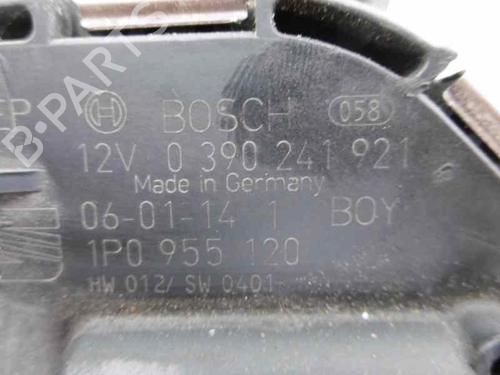 EP BOSCH 058
12V 0 390 241 921
Made in Germany
06-01-14 1 BOY
1P0 955 120
HW 012/ SW 0401